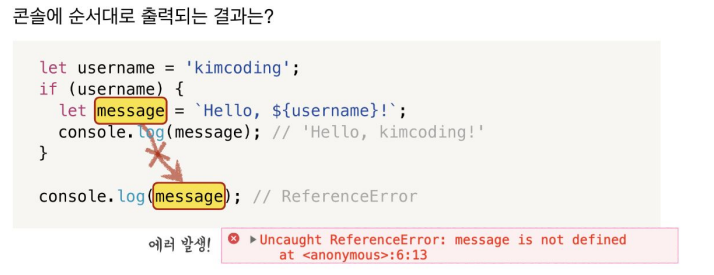 콘솔에 순서대로 출력되는 결과는?
let username = 'kimcoding';
if (username) {
let message = `Hello, ${username}!`;
console.log(message); // 'Hello, kimcoding!'
}
console.log(message); // ReferenceError
에러 발생!
Uncaught ReferenceError: message is not defined
at <anonymous>:6:13